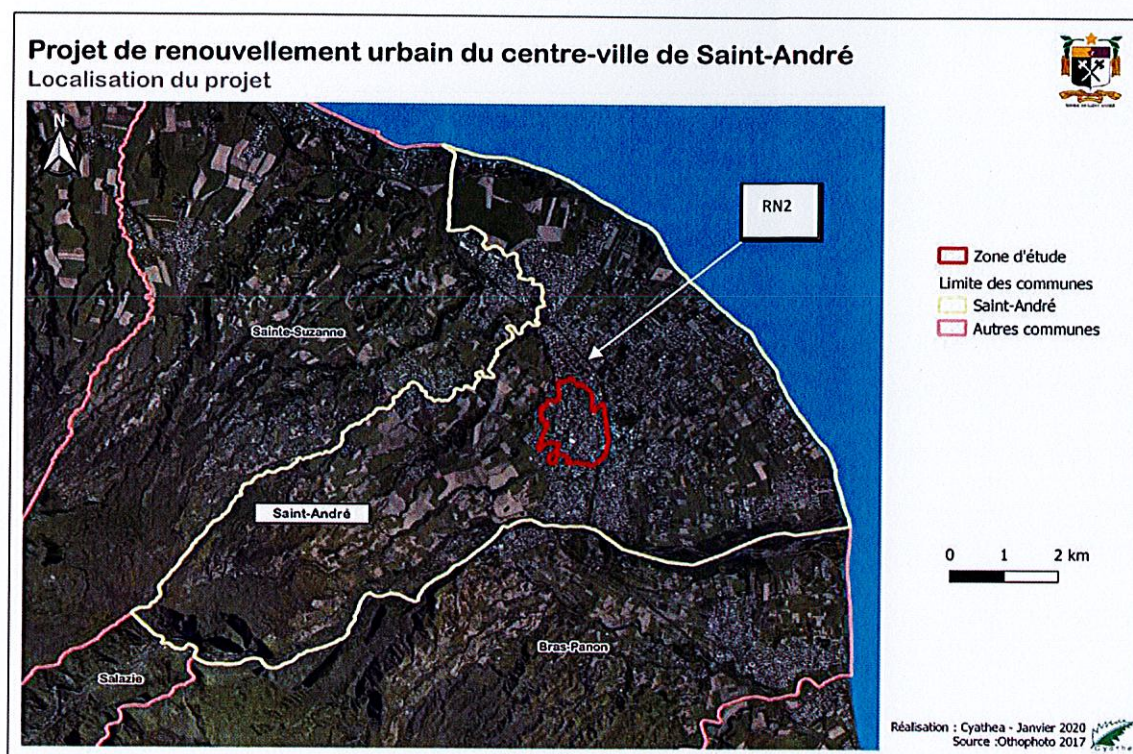 Projet de renouvellement urbain du centre-ville de Saint-André
Localisation du projet
N
RN2
Zone d'étude
Limite des communes
Saint-André
Autres communes
Sainte-Suzanne
Saint-André
0 1 2 km
Bras-Panon
Salazie
Réalisation : Cyathea - Janvier 2020
Source :Othophoto 2017